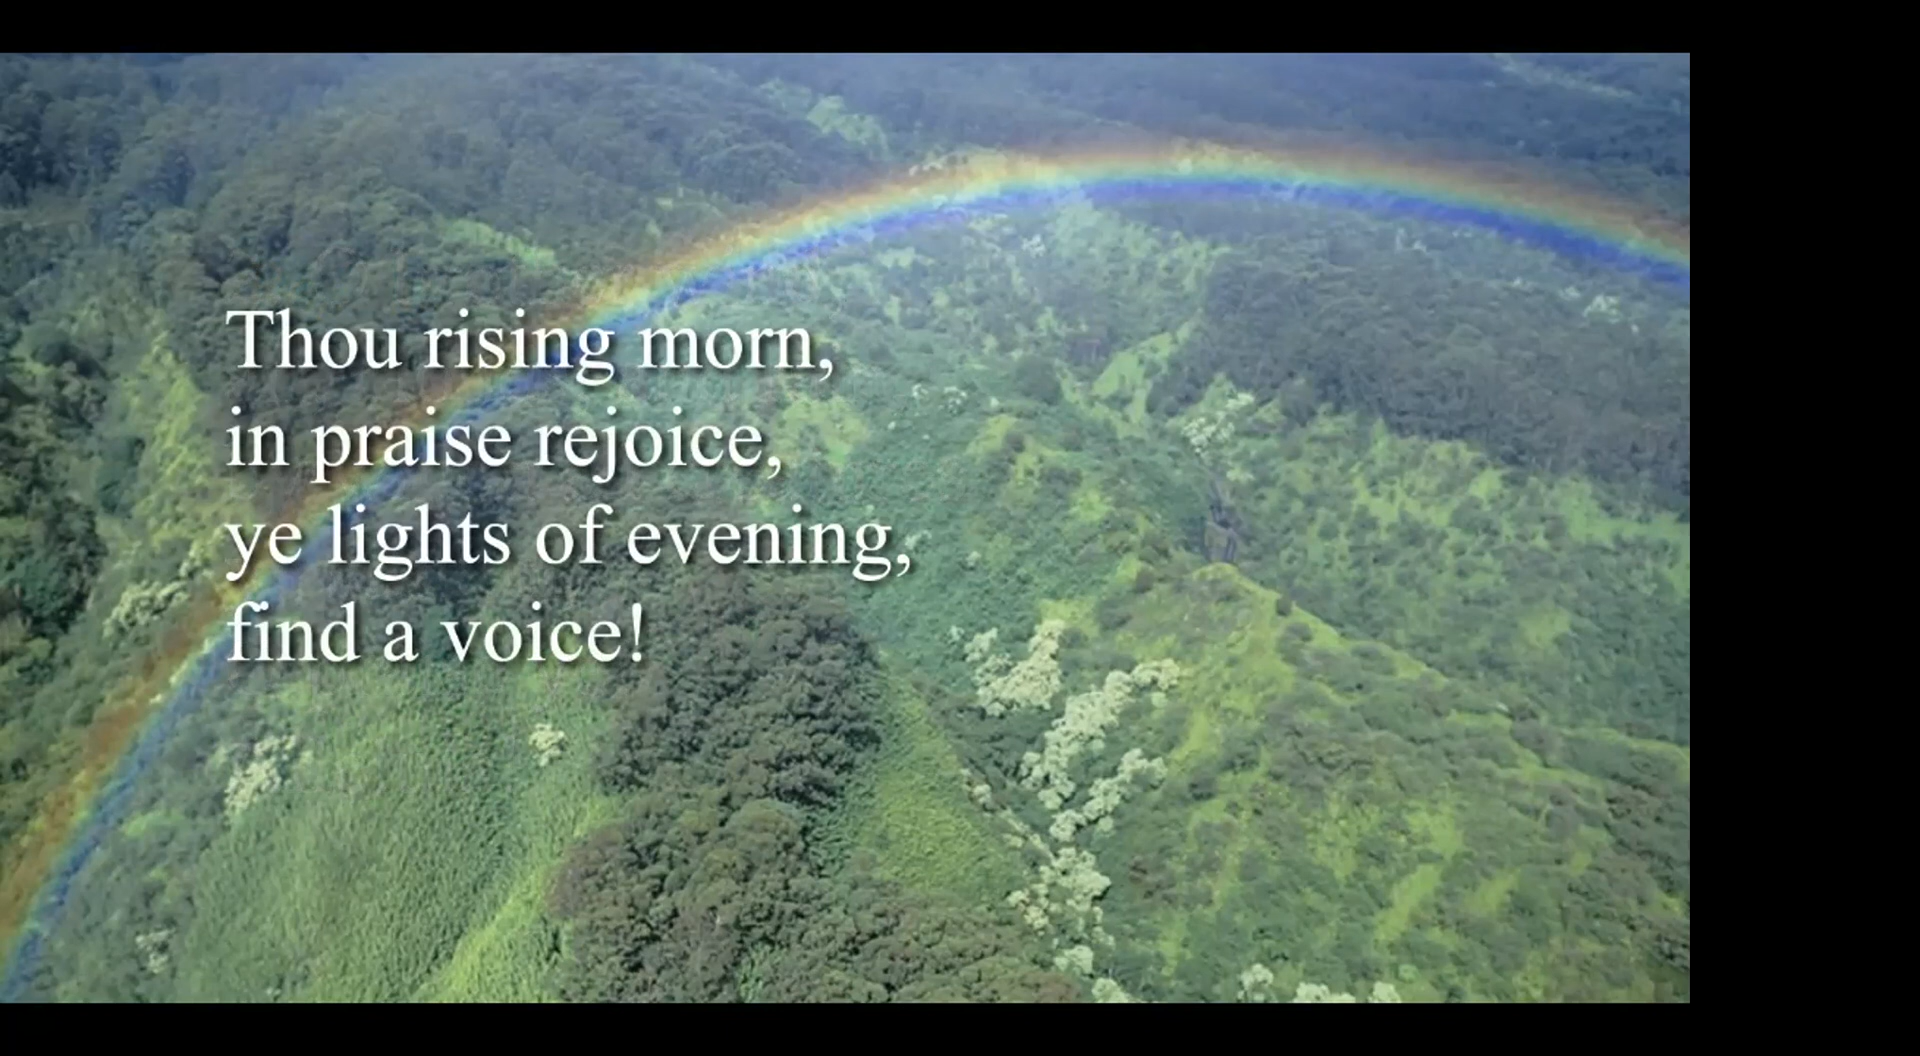 Thou rising morn,
in praise rejoice,
ye lights of evening,
find a voice!